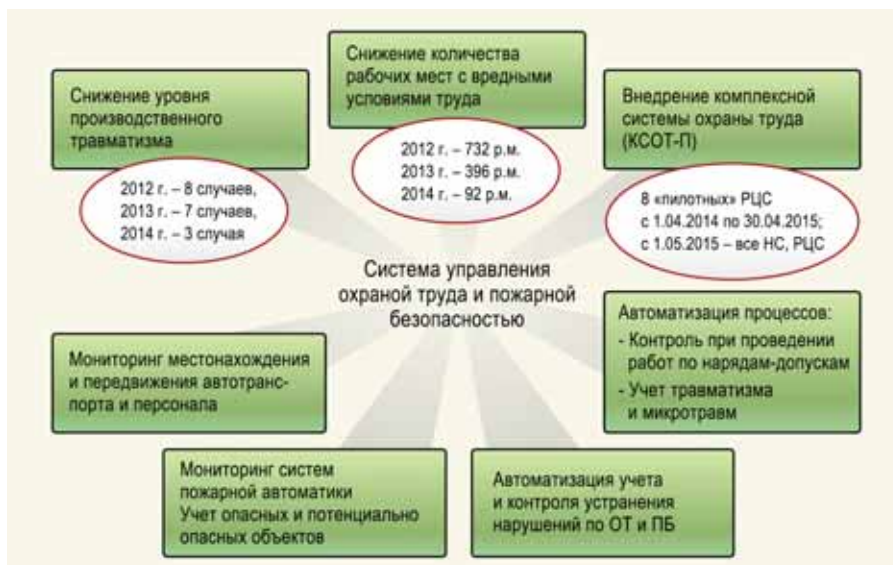 Снижение уровня
производственного
травматизма
2012 г. – 8 случаев,
2013 г. – 7 случаев,
2014 г. – 3 случая
Снижение количества
рабочих мест с вредными
условиями труда
2012 г. – 732 р.м.
2013 г. – 396 р.м.
2014 г. – 92 р.м.
Внедрение комплексной
системы охраны труда
(КСОТ-П)
8 «пилотных» РЦС
с 1.04.2014 по 30.04.2015;
с 1.05.2015 – все НС, РЦС
Система управления
охраной труда и пожарной
безопасностью
Мониторинг местонахождения
и передвижения автотранс-
порта и персонала
Автоматизация процессов:
- Контроль при проведении
работ по нарядам-допускам
- Учет травматизма
и микротравм
Мониторинг систем
пожарной автоматики
Учет опасных и потенциально
опасных объектов
Автоматизация учета
и контроля устранения
нарушений по ОТ и ПБ